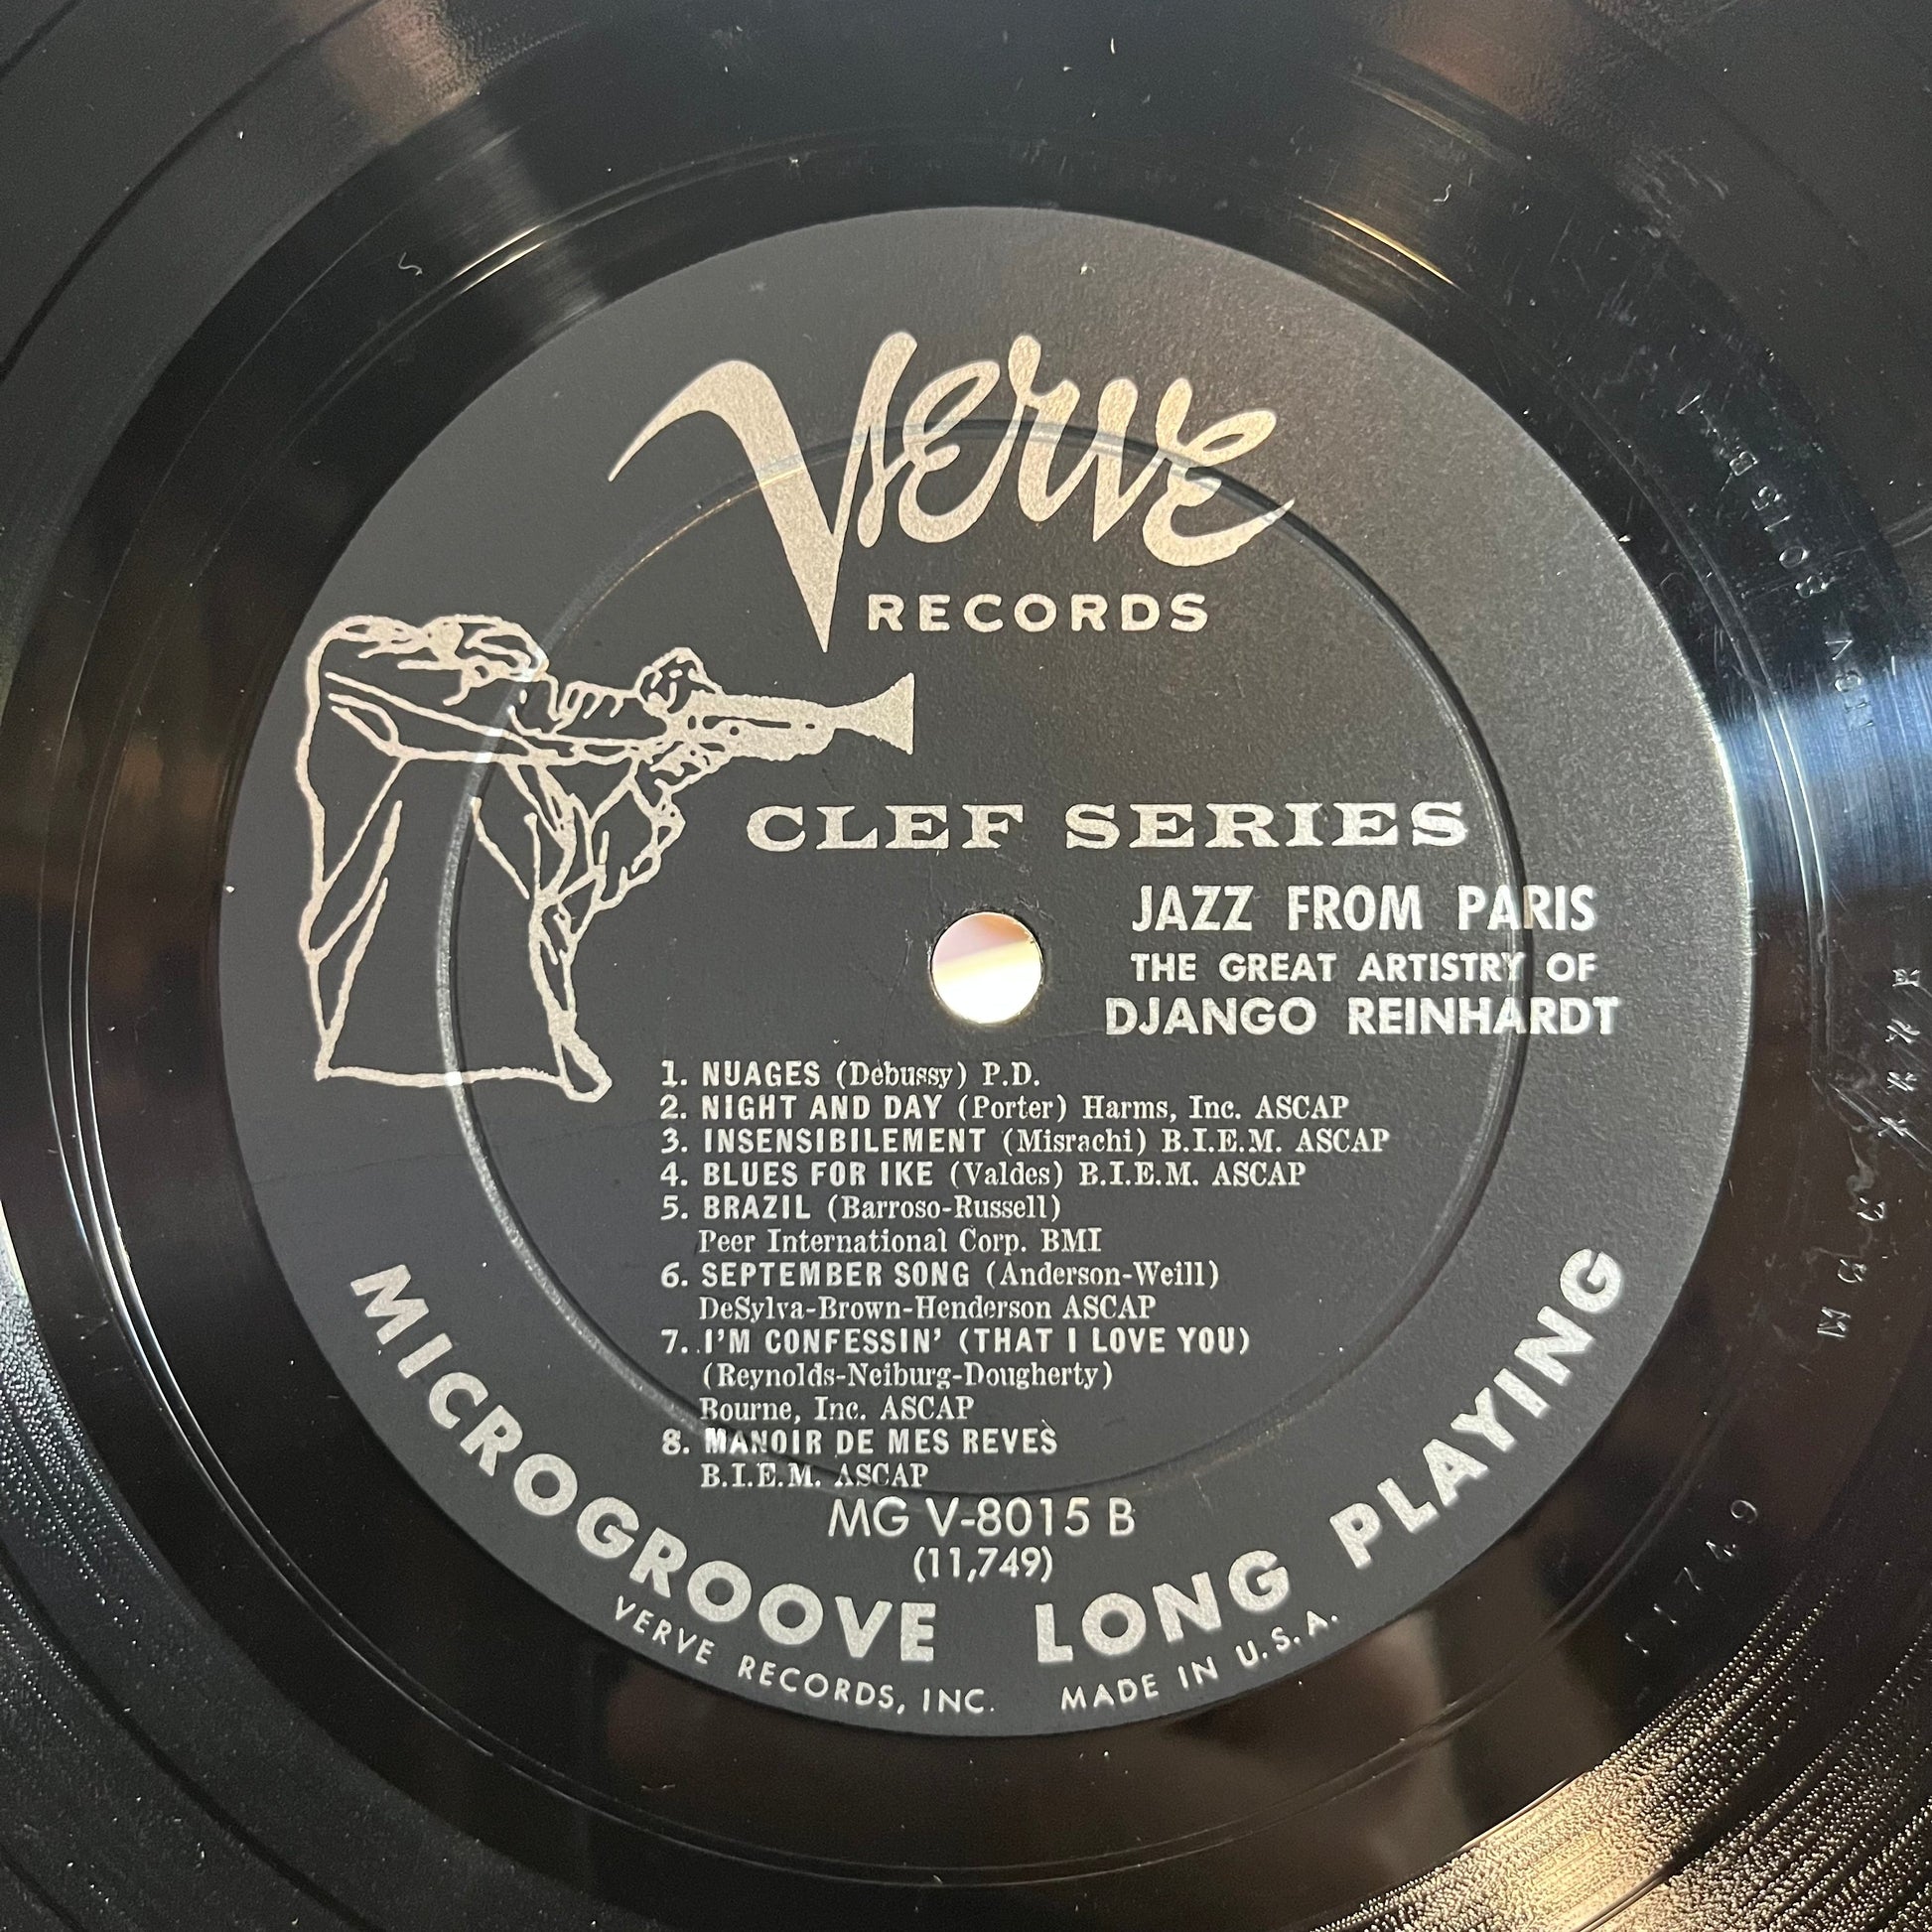 Verve
RECORDS
CLEF SERIES
JAZZ FROM PARIS
THE GREAT ARTISTRY OF
DJANGO REINHARDT
1. NUAGES (Debussy) P.D.
2. NIGHT AND DAY (Porter) Harms, Inc. ASCAP
3. INSENSIBILEMENT (Misrachi) B.I.E.M. ASCAP
4. BLUES FOR IKE (Valdes) B.I.E.M. ASCAP
5. BRAZIL (Barroso-Russell)
Peer International Corp. BMI
6. SEPTEMBER SONG (Anderson-Weill)
DeSylva-Brown-Henderson ASCAP
7. I'M CONFESSIN' (THAT I LOVE YOU)
(Reynolds-Neiburg-Dougherty)
Bourne, Inc. ASCAP
8. MANOIR DE MES REVES
B.I.E.M. ASCAP
MG V-8015 B
(11,749)
MICROGROOVE LONG PLAYING
VERVE RECORDS, INC. MADE IN U.S.A.
11749